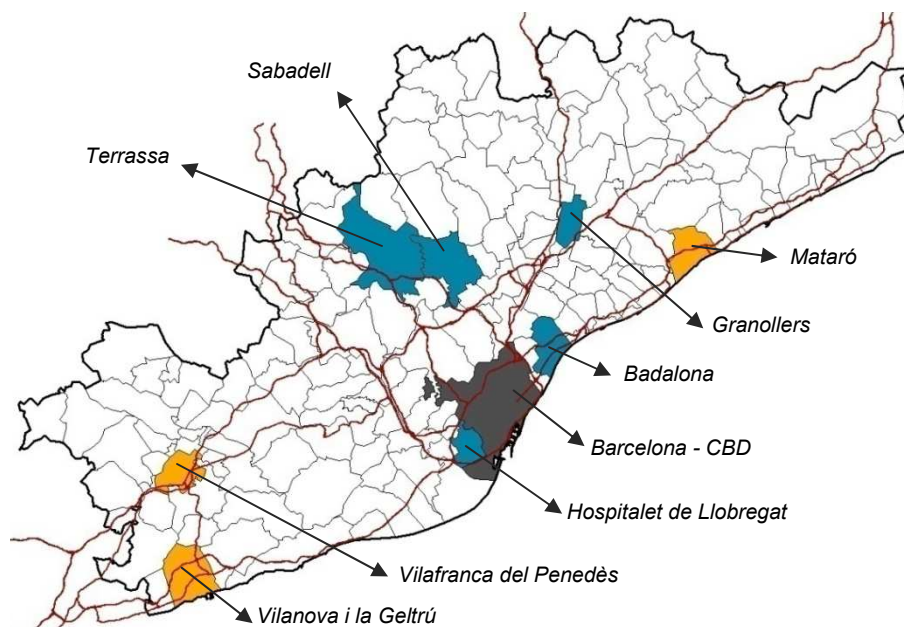 Sabadell
Terrassa
Mataró
Granollers
Badalona
Barcelona - CBD
Hospitalet de Llobregat
Vilafranca del Penedès
Vilanova i la Geltrú